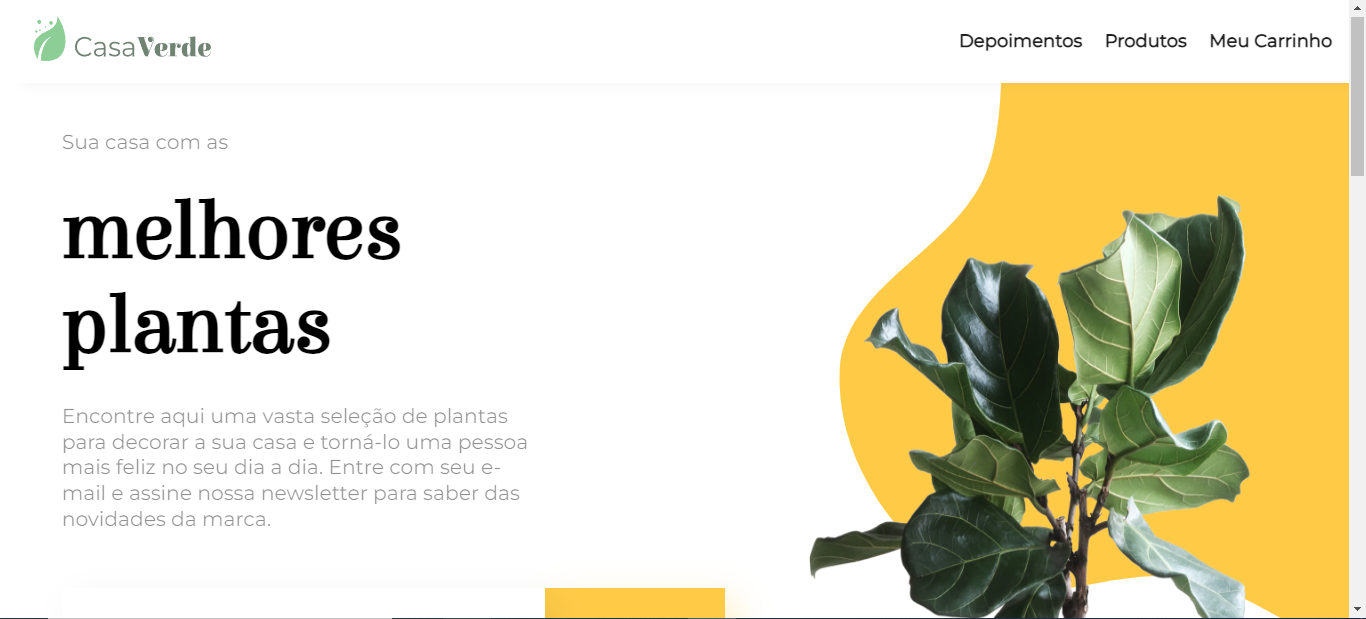 CasaVerde
Depoimentos Produtos Meu Carrinho
Sua casa com as
melhores
plantas
Encontre aqui uma vasta seleção de plantas
para decorar a sua casa e torná-lo uma pessoa
mais feliz no seu dia a dia. Entre com seu e-
mail e assine nossa newsletter para saber das
novidades da marca.